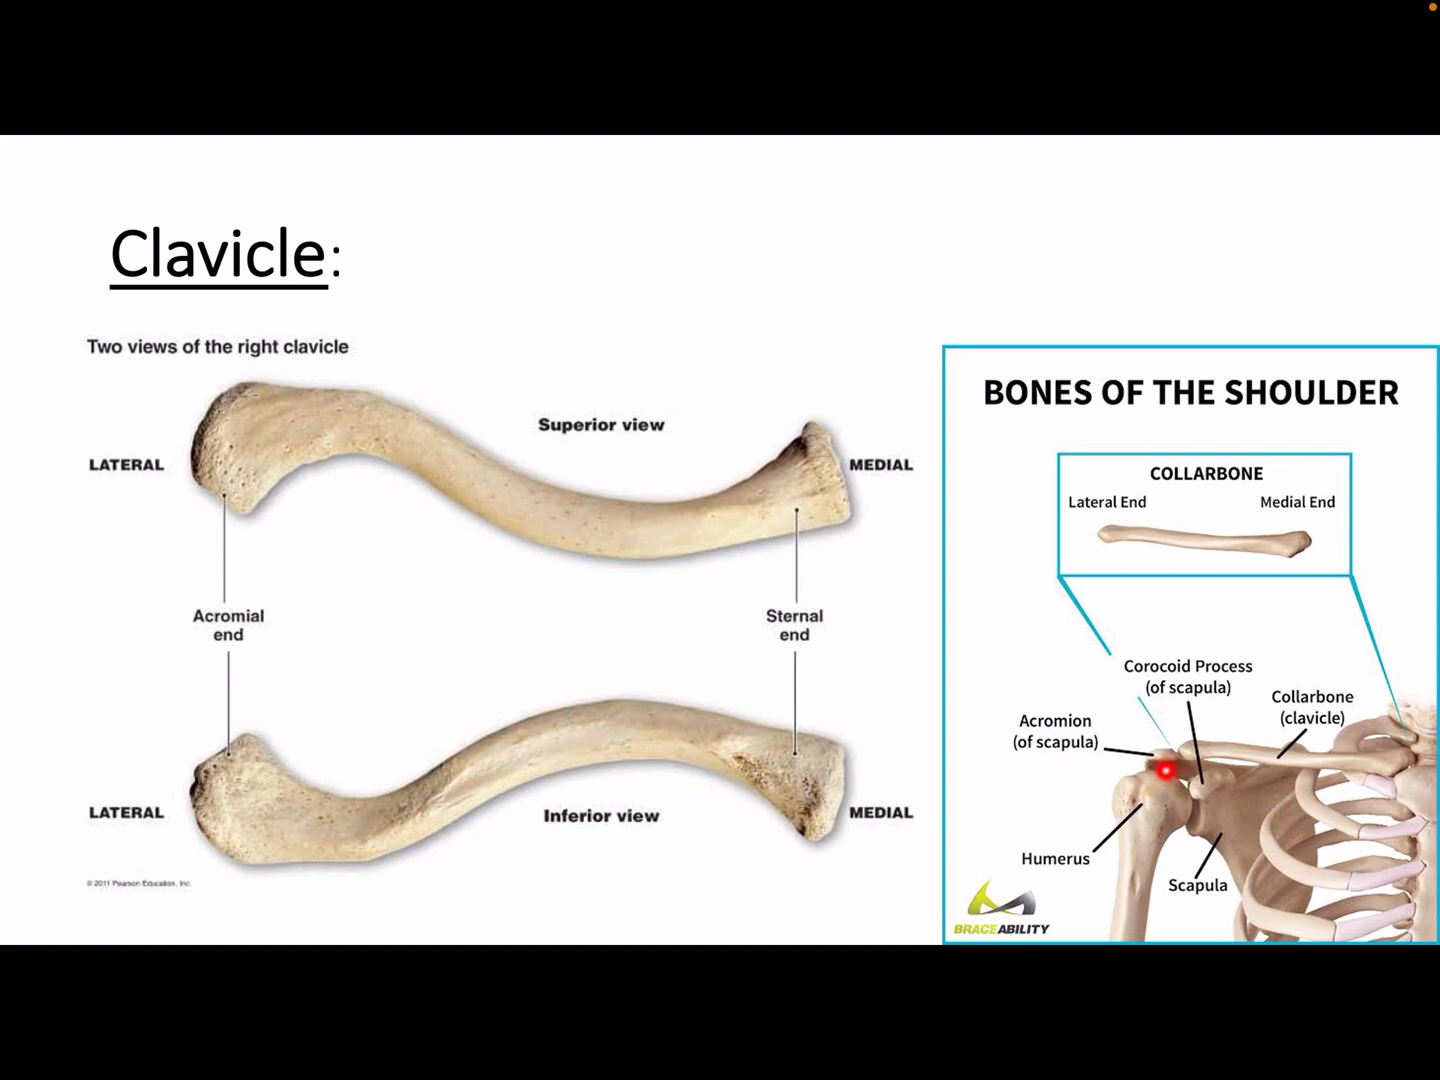 Clavicle:
Two views of the right clavicle
Superior view
LATERAL
MEDIAL
Acromial
end
Sternal
end
LATERAL
Inferior view
MEDIAL
© 2011 Pearson Education, Inc.
BONES OF THE SHOULDER
COLLARBONE
Lateral End
Medial End
Corocoid Process
(of scapula)
Collarbone
(clavicle)
Acromion
(of scapula)
Humerus
Scapula
BRACEABILITY